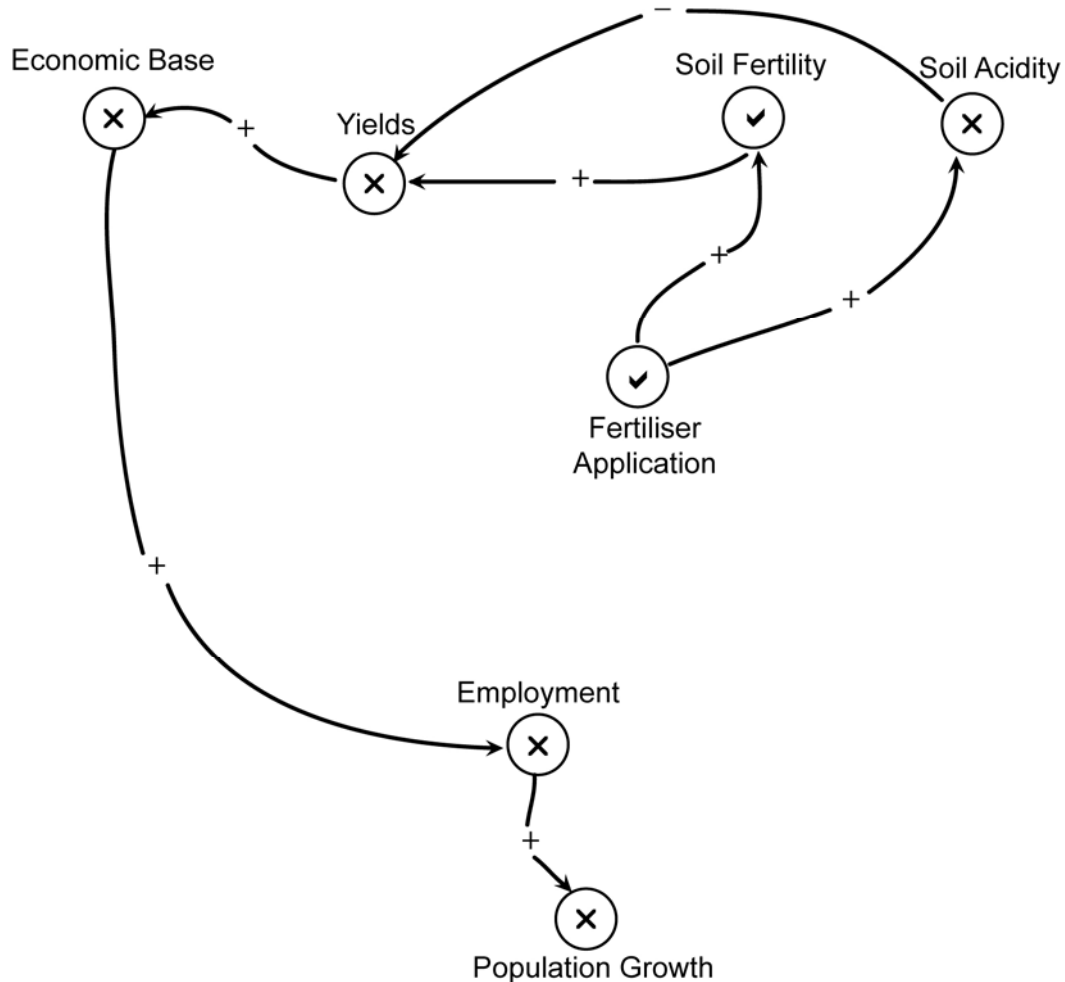 −
Economic Base
Soil Fertility
Soil Acidity
+
Yields
+
+
+
Fertiliser
Application
+
Employment
+
Population Growth